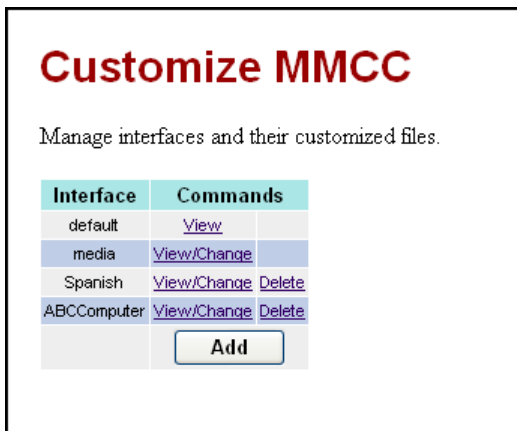 Customize MMCC
Manage interfaces and their customized files.
Interface Commands
default View
media View/Change
Spanish View/Change Delete
ABCComputer View/Change Delete
Add